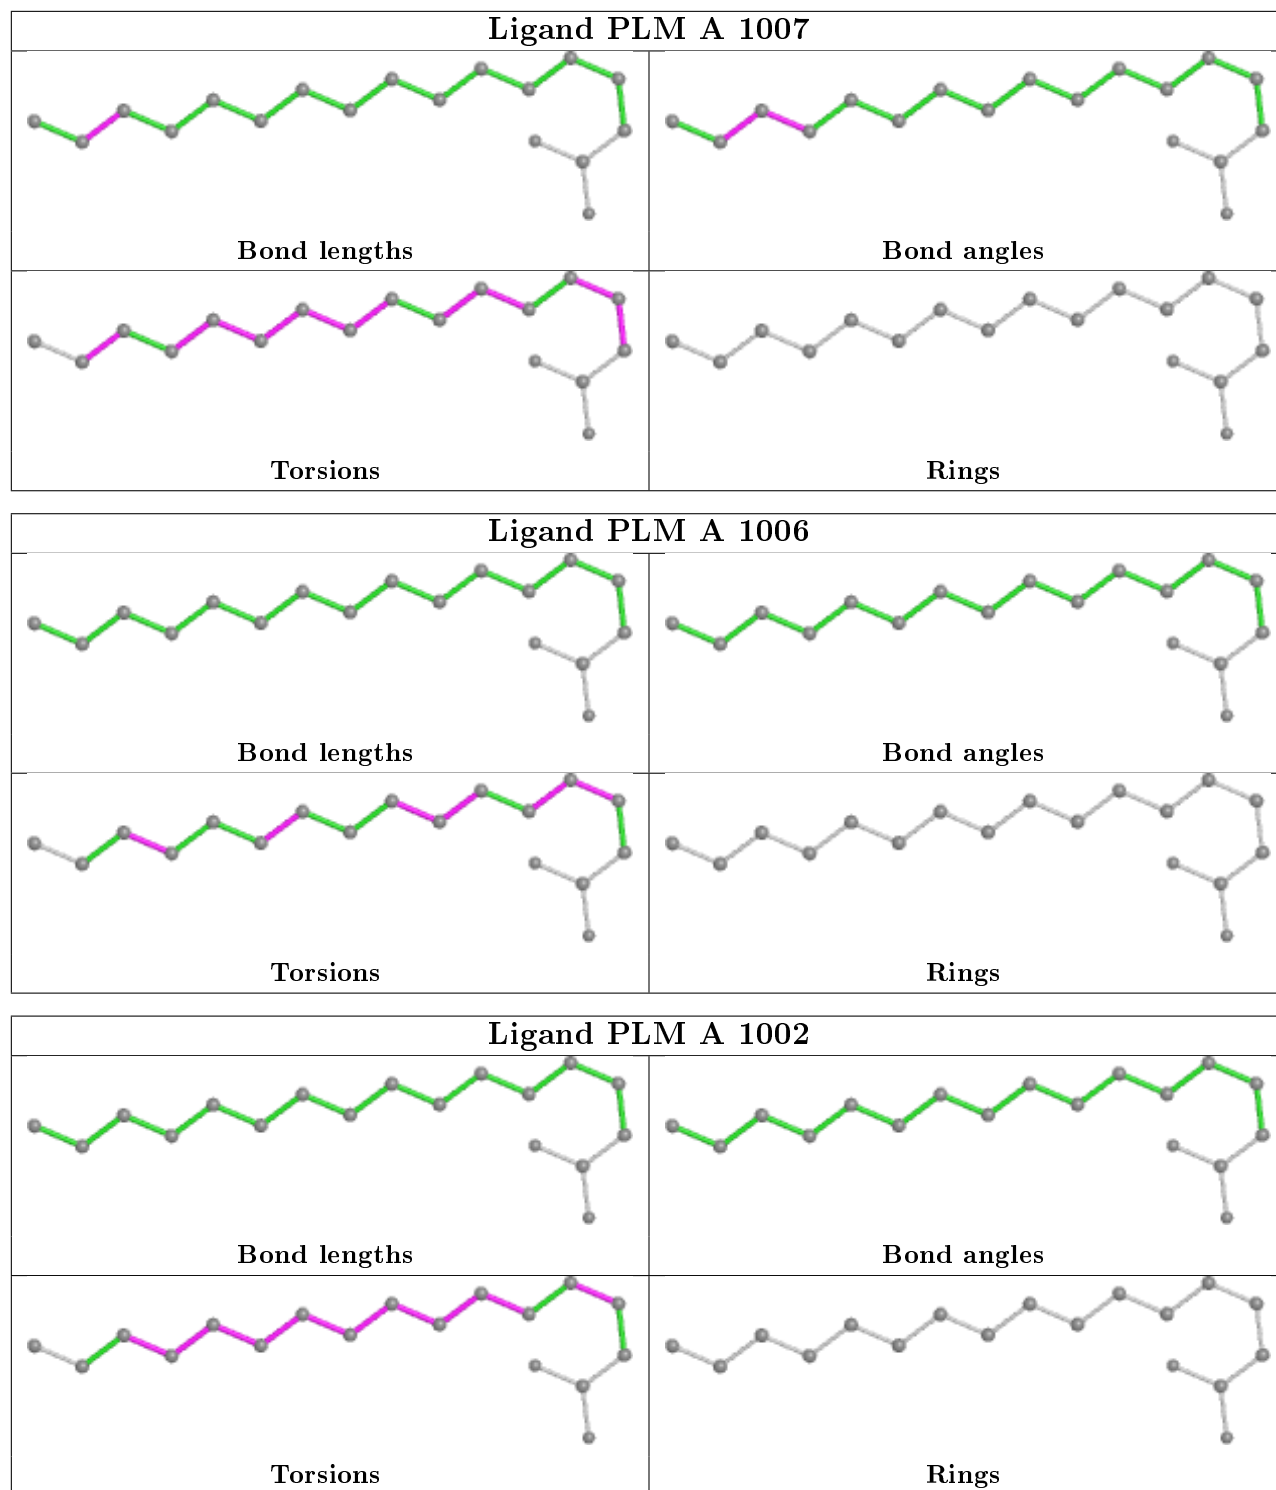 Ligand PLM A 1007
Bond lengths
Bond angles
Torsions
Rings
Ligand PLM A 1006
Bond lengths
Bond angles
Torsions
Rings
Ligand PLM A 1002
Bond lengths
Bond angles
Torsions
Rings